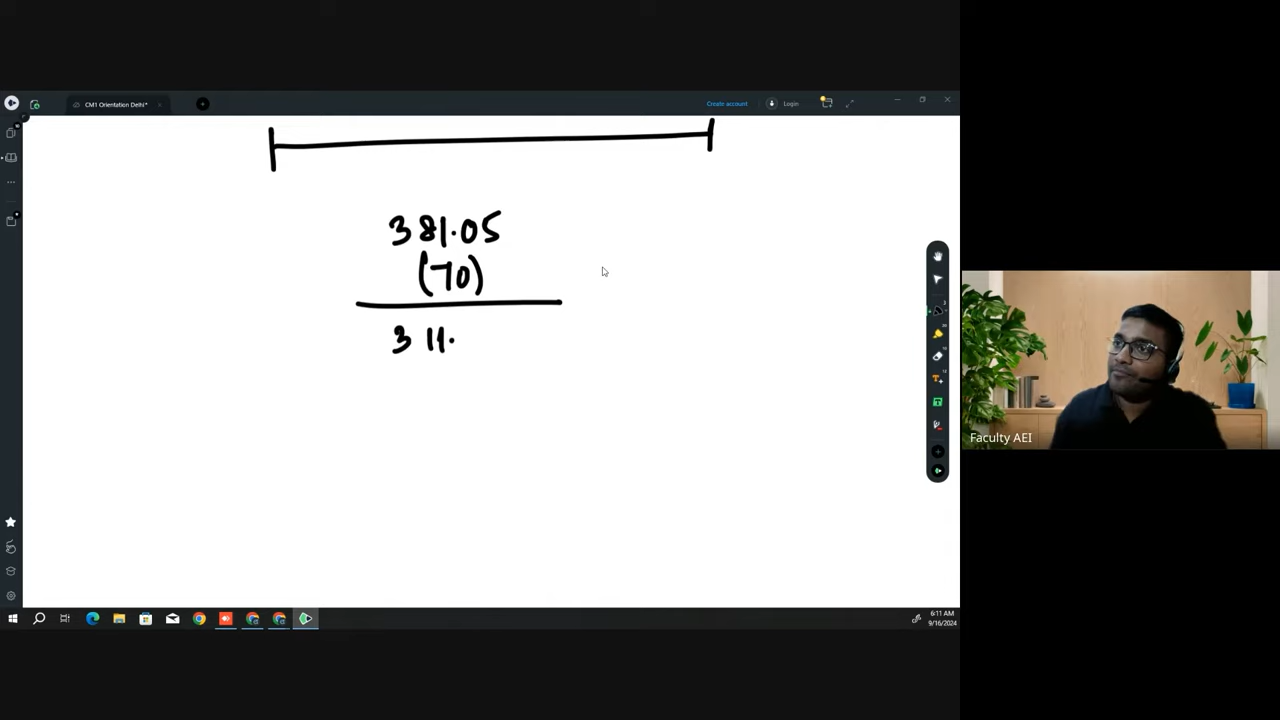 CM1 Orientation Delhi*
Create account
Login
381.05
(70)
311.
Faculty AEI
6:11 AM
9/16/2024